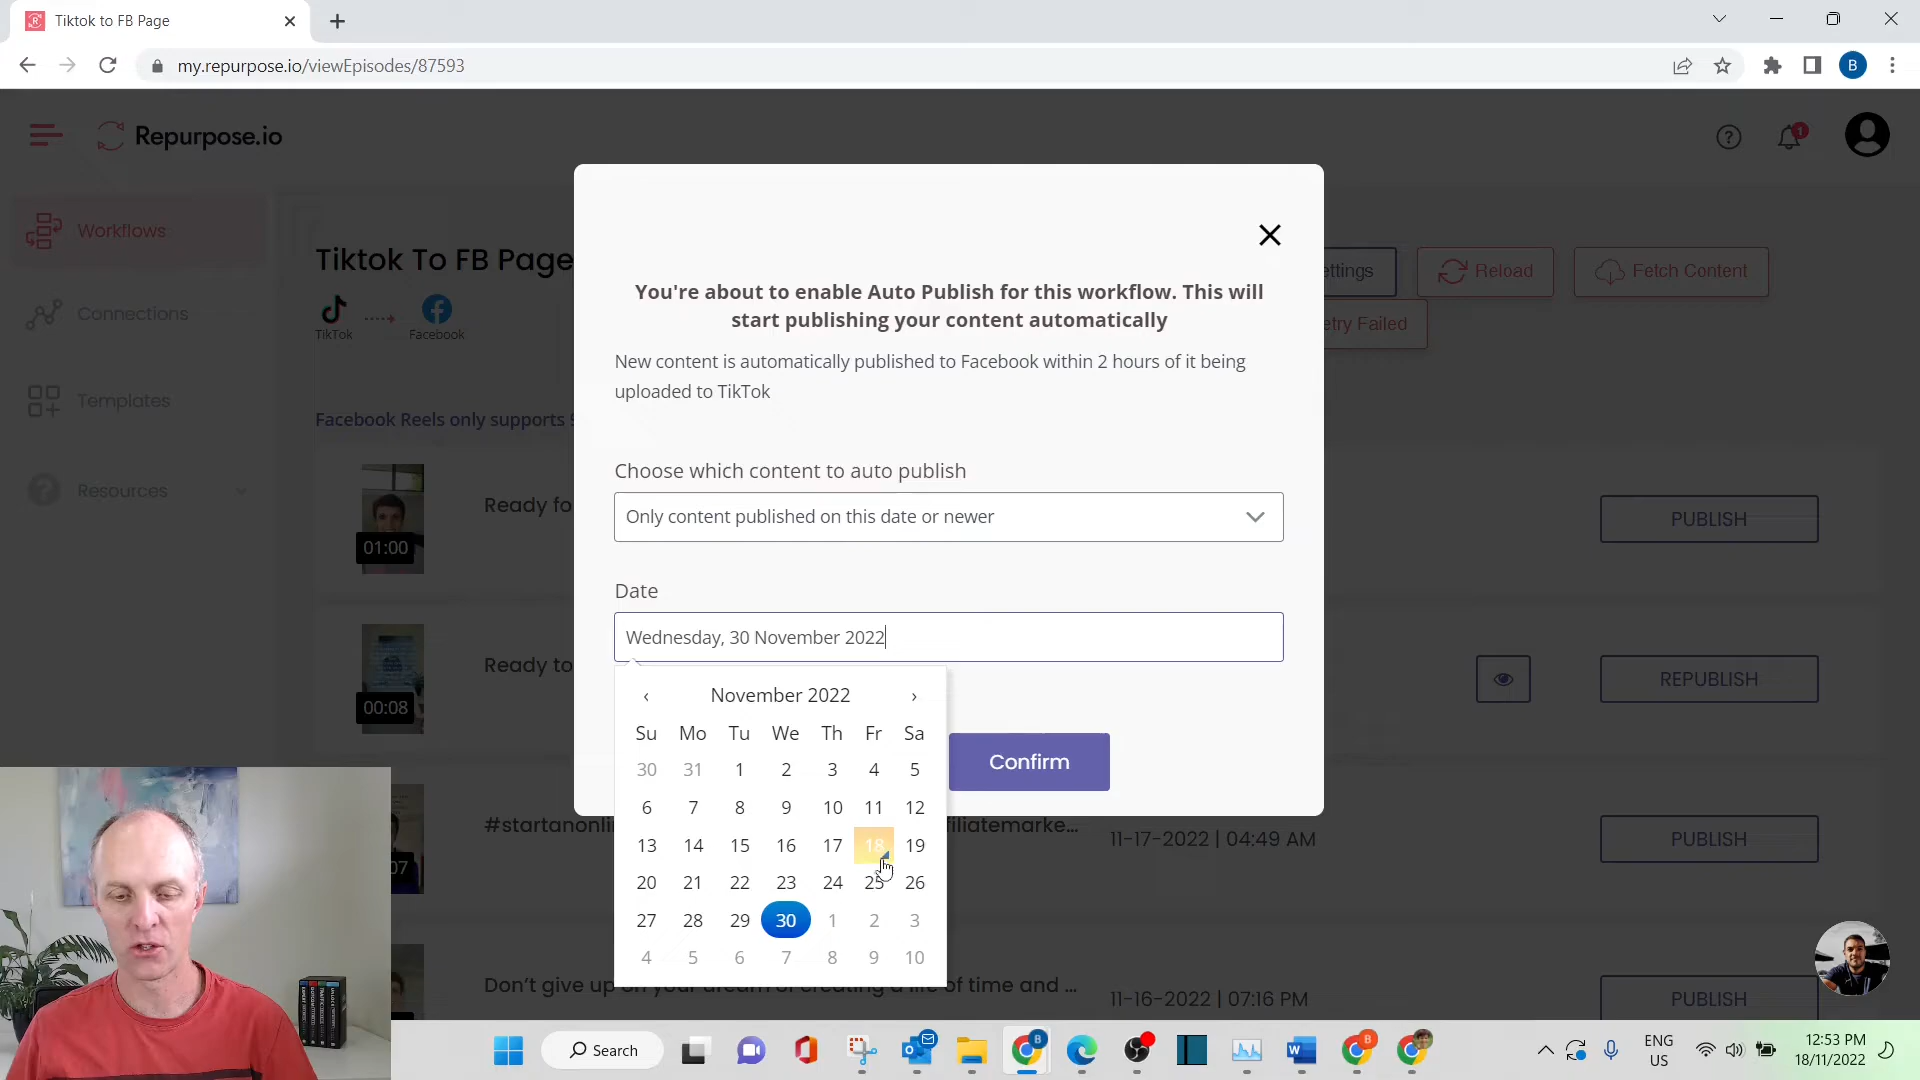 Tiktok to FB Page
my.repurpose.io/viewEpisodes/87593
B
Repurpose.io
1
Workflows
Connections
Templates
Resources
Tiktok To FB Page
TikTok
Facebook
ettings
Reload
Fetch Content
etry Failed
Facebook Reels only supports
You're about to enable Auto Publish for this workflow. This will
start publishing your content automatically
New content is automatically published to Facebook within 2 hours of it being
uploaded to TikTok
Choose which content to auto publish
Only content published on this date or newer
Date
Wednesday, 30 November 2022
‹ November 2022 ›
Su Mo Tu We Th Fr Sa
30 31 1 2 3 4 5
6 7 8 9 10 11 12
13 14 15 16 17 18 19
20 21 22 23 24 25 26
27 28 29 30 1 2 3
4 5 6 7 8 9 10
Confirm
01:00
Ready fo
PUBLISH
00:08
Ready to
REPUBLISH
07
#startanonli
filiatemarke...
11-17-2022 | 04:49 AM
PUBLISH
Don't give up on your dream of creating a life of time and ...
11-16-2022 | 07:16 PM
PUBLISH
Search
ENG
US
12:53 PM
18/11/2022